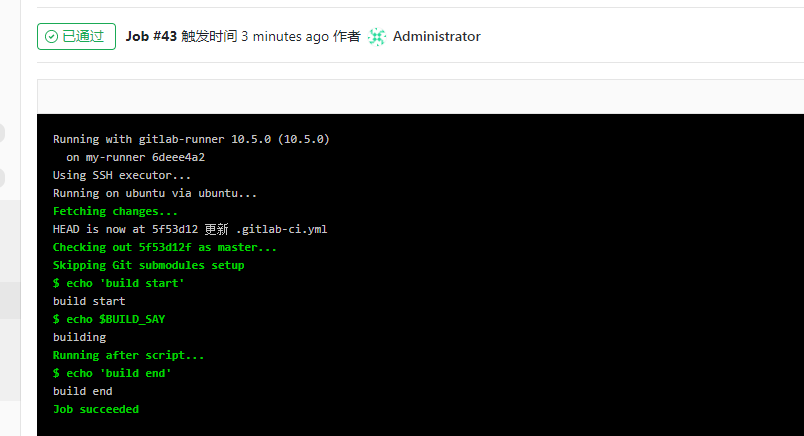 已通过 Job #43 触发时间 3 minutes ago 作者 Administrator
Running with gitlab-runner 10.5.0 (10.5.0)
on my-runner 6deee4a2
Using SSH executor...
Running on ubuntu via ubuntu...
Fetching changes...
HEAD is now at 5f53d12 更新 .gitlab-ci.yml
Checking out 5f53d12f as master...
Skipping Git submodules setup
$ echo 'build start'
build start
$ echo $BUILD_SAY
building
Running after script...
$ echo 'build end'
build end
Job succeeded